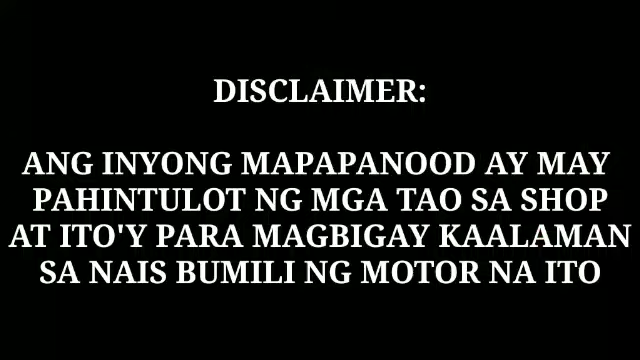 DISCLAIMER:
ANG INYONG MAPAPANOOD AY MAY
PAHINTULOT NG MGA TAO SA SHOP
AT ITO'Y PARA MAGBIGAY KAALAMAN
SA NAIS BUMILI NG MOTOR NA ITO